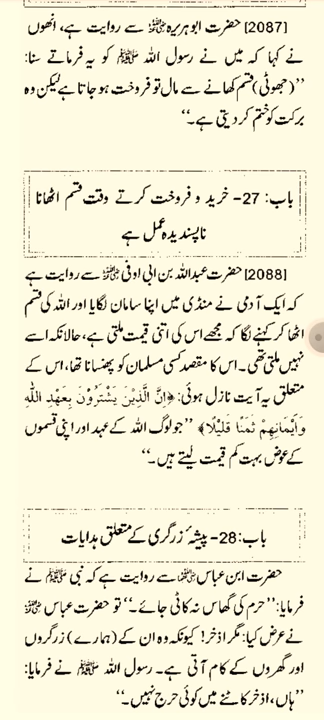 [2087] حضرت ابوہریرہ رضی اللہ عنہ سے روایت ہے، انھوں
نے کہا کہ میں نے رسول اللہ ﷺ کو یہ فرماتے سنا:
’’(جھوٹی) قسم کھانے سے مال تو فروخت ہو جاتا ہے لیکن وہ
برکت کو ختم کر دیتی ہے۔‘‘
باب: 27- خرید و فروخت کرتے وقت قسم اٹھانا
ناپسندیدہ عمل ہے
[2088] حضرت عبداللہ بن ابی اوفی رضی اللہ عنہ سے روایت ہے
کہ ایک آدمی نے منڈی میں اپنا سامان لگایا اور اللہ کی قسم
اٹھا کر کہنے لگا کہ مجھے اس کی اتنی قیمت ملتی ہے، حالانکہ اسے
نہیں ملتی تھی۔ اس کا مقصد کسی مسلمان کو پھنسانا تھا، اس کے
متعلق یہ آیت نازل ہوئی: ﴿اِنَّ الَّذِیْنَ یَشْتَرُوْنَ بِعَهْدِ اللّٰهِ
وَاَیْمَانِهِمْ ثَمَنًا قَلِیْلًا﴾ ’’جو لوگ اللہ کے عہد اور اپنی قسموں
کے عوض بہت کم قیمت لیتے ہیں۔‘‘
باب: 28- پیشۂ زرگری کے متعلق ہدایات
حضرت ابن عباس رضی اللہ عنہما سے روایت ہے کہ نبی ﷺ نے
فرمایا: ’’حرم کی گھاس نہ کاٹی جائے۔‘‘ تو حضرت عباس رضی اللہ عنہ
نے عرض کیا: مگر اذخر! کیونکہ وہ ان کے (ہمارے) زرگروں
اور گھروں کے کام آتی ہے۔ رسول اللہ ﷺ نے فرمایا:
’’ہاں، اذخر کاٹنے میں کوئی حرج نہیں۔‘‘